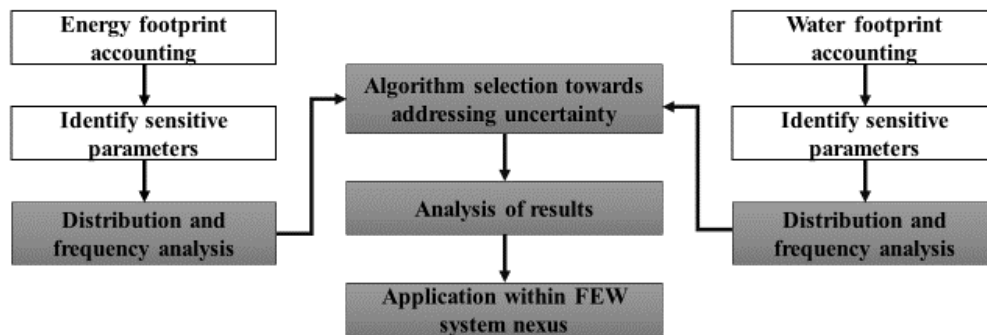 Energy footprint
accounting
Identify sensitive
parameters
Distribution and
frequency analysis
Algorithm selection towards
addressing uncertainty
Analysis of results
Application within FEW
system nexus
Water footprint
accounting
Identify sensitive
parameters
Distribution and
frequency analysis